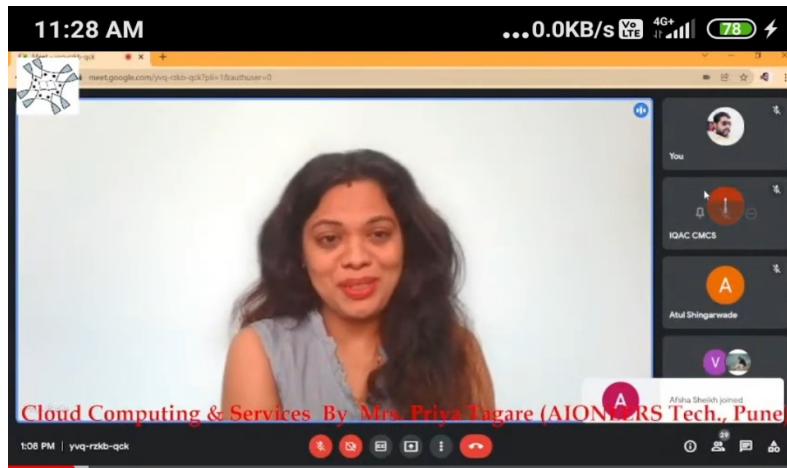 11:28 AM
...0.0KB/s Vo LTE 4G+ 78
meet.google.com/yvq-rzkb-qck?pli=1&authuser=0
You
IQAC CMCS
A
Atul Shingarwade
V
A
Afsha Sheikh joined
Cloud Computing & Services By Mrs. Priya Tagare (AIONEERS Tech., Pune)
1:08 PM | yvq-rzkb-qck
29